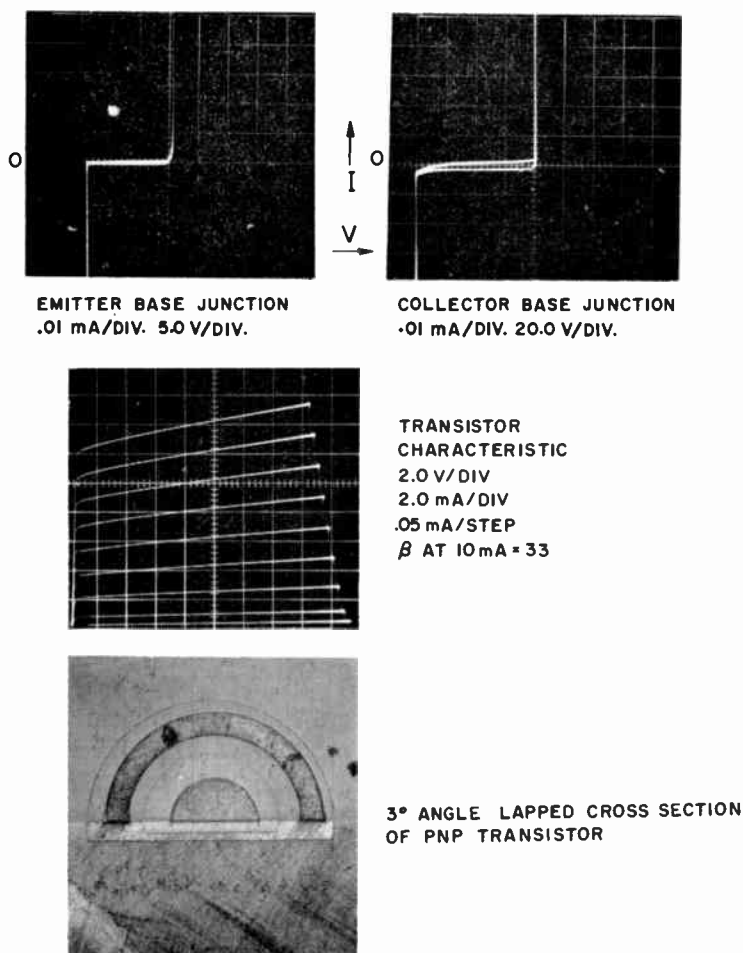 O
I
V
O
EMITTER BASE JUNCTION
.01 mA/DIV. 5.0 V/DIV.
COLLECTOR BASE JUNCTION
.01 mA/DIV. 20.0 V/DIV.
TRANSISTOR
CHARACTERISTIC
2.0 V/DIV
2.0 mA/DIV
.05 mA/STEP
β AT 10 mA = 33
3° ANGLE LAPPED CROSS SECTION
OF PNP TRANSISTOR